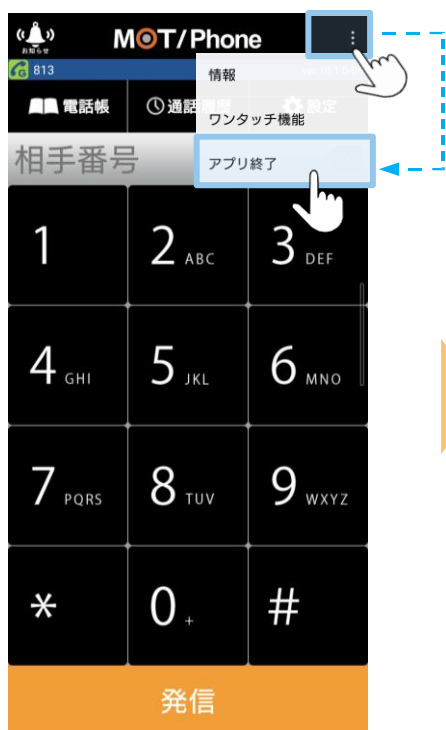 お知らせ
MOT/Phone
813
情報
電話帳
通話
設定
ワンタッチ機能
相手番号
アプリ終了
1
2 ABC
3 DEF
4 GHI
5 JKL
6 MNO
7 PQRS
8 TUV
9 WXYZ
*
0 +
#
発信